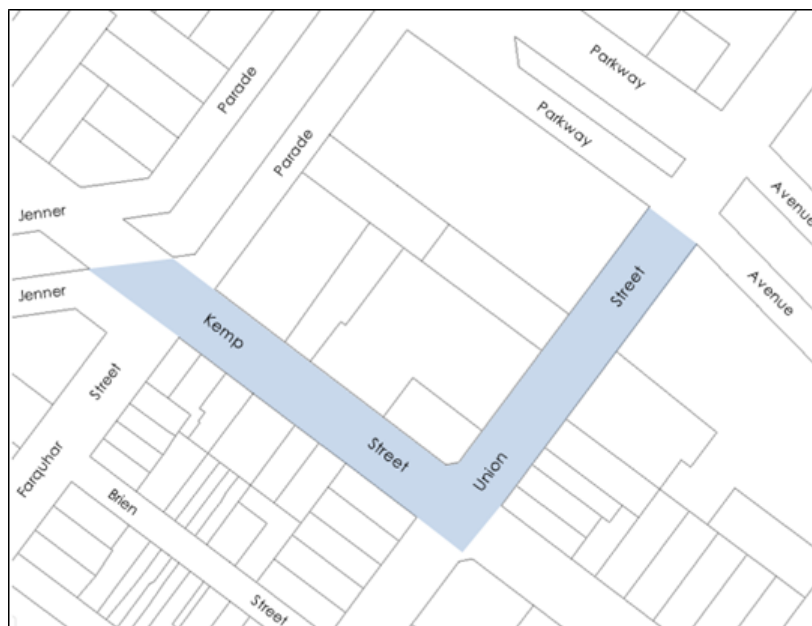 Parkway
Parade
Parkway
Parade
Avenue
Jenner
Avenue
Street
Jenner
Kemp
Street
Street
Union
Farquhar
Brien
Street